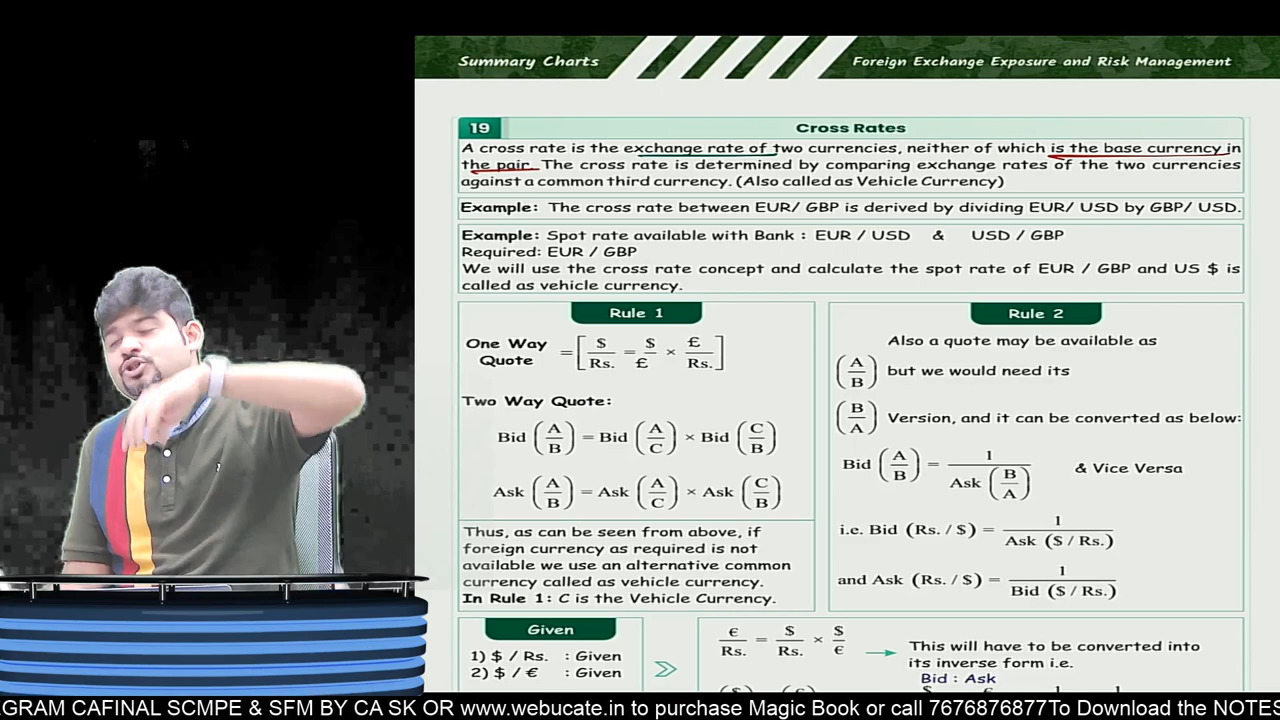 Summary Charts
Foreign Exchange Exposure and Risk Management
19
Cross Rates
A cross rate is the exchange rate of two currencies, neither of which is the base currency in
the pair. The cross rate is determined by comparing exchange rates of the two currencies
against a common third currency. (Also called as Vehicle Currency)
Example: The cross rate between EUR/ GBP is derived by dividing EUR/ USD by GBP/ USD.
Example: Spot rate available with Bank : EUR / USD & USD / GBP
Required: EUR / GBP
We will use the cross rate concept and calculate the spot rate of EUR / GBP and US $ is
called as vehicle currency.
Rule 1
One Way Quote = [$/Rs. = $/£ × £/Rs.]
Two Way Quote:
Bid (A/B) = Bid (A/C) × Bid (C/B)
Ask (A/B) = Ask (A/C) × Ask (C/B)
Thus, as can be seen from above, if
foreign currency as required is not
available we use an alternative common
currency called as vehicle currency.
In Rule 1: C is the Vehicle Currency.
Rule 2
Also a quote may be available as
(A/B) but we would need its
(B/A) Version, and it can be converted as below:
Bid (A/B) = 1 / Ask (B/A) & Vice Versa
i.e. Bid (Rs. / $) = 1 / Ask ($ / Rs.)
and Ask (Rs. / $) = 1 / Bid ($ / Rs.)
Given
1) $ / Rs. : Given
2) $ / € : Given
€/Rs. = $/Rs. × $/€
This will have to be converted into
its inverse form i.e.
Bid : Ask
GRAM CAFINAL SCMPE & SFM BY CA SK OR www.webucate.in to purchase Magic Book or call 7676876877To Download the NOTES